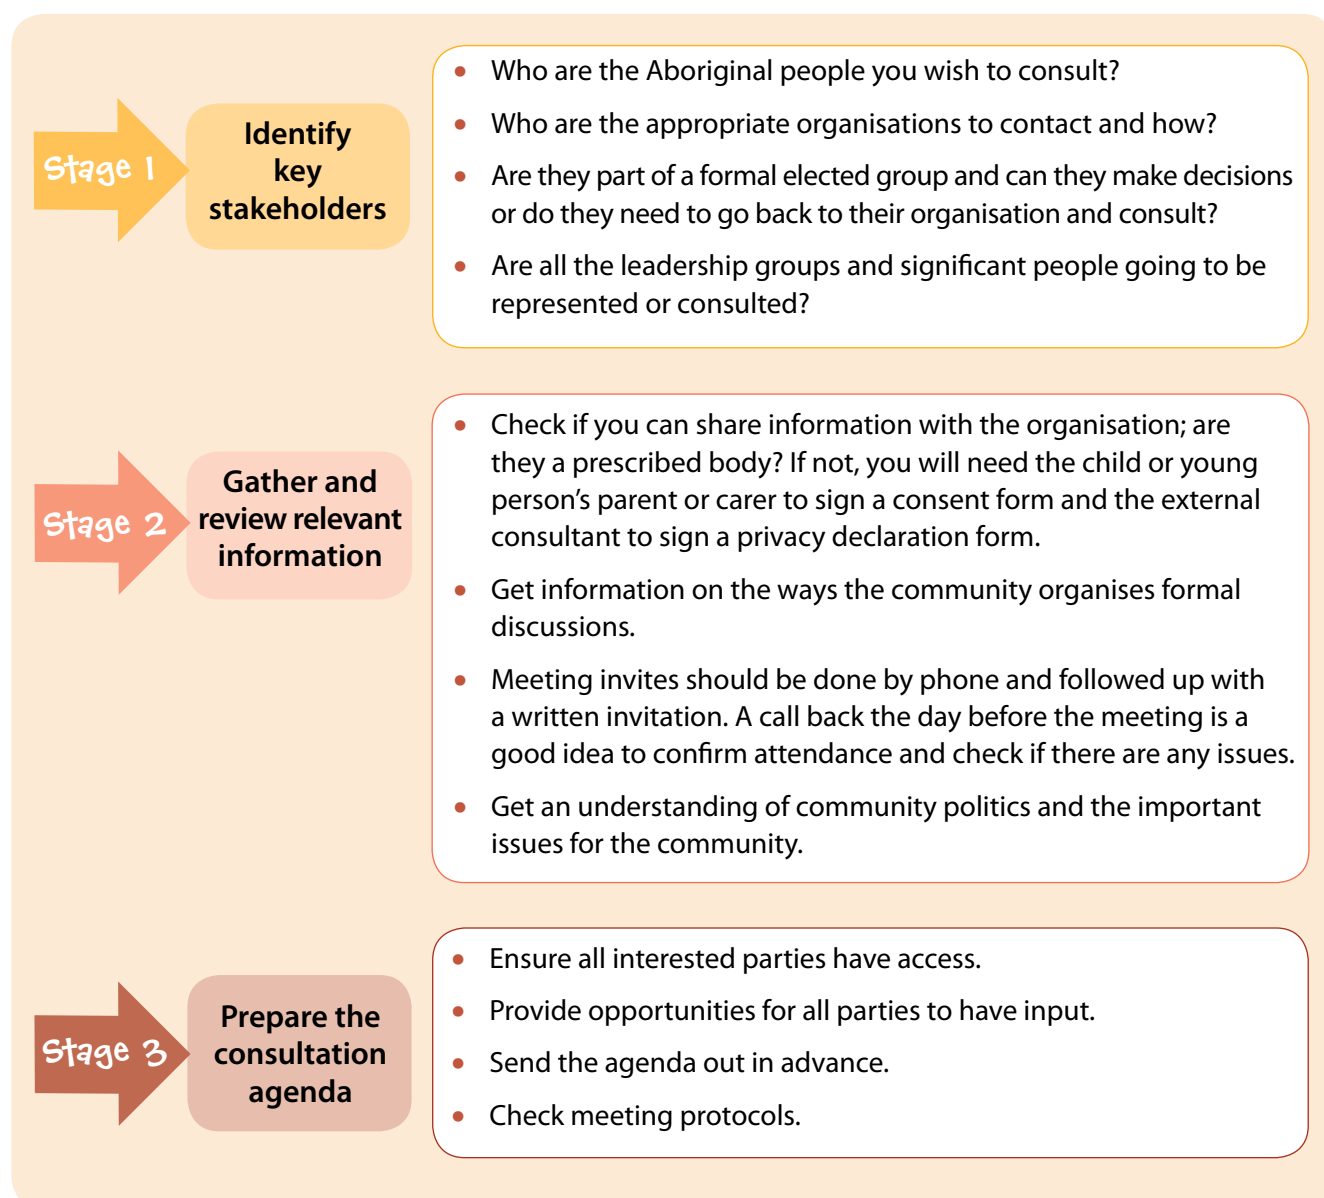 Stage 1
Identify
key
stakeholders
• Who are the Aboriginal people you wish to consult?
• Who are the appropriate organisations to contact and how?
• Are they part of a formal elected group and can they make decisions
or do they need to go back to their organisation and consult?
• Are all the leadership groups and significant people going to be
represented or consulted?
Stage 2
Gather and
review relevant
information
• Check if you can share information with the organisation; are
they a prescribed body? If not, you will need the child or young
person’s parent or carer to sign a consent form and the external
consultant to sign a privacy declaration form.
• Get information on the ways the community organises formal
discussions.
• Meeting invites should be done by phone and followed up with
a written invitation. A call back the day before the meeting is a
good idea to confirm attendance and check if there are any issues.
• Get an understanding of community politics and the important
issues for the community.
Stage 3
Prepare the
consultation
agenda
• Ensure all interested parties have access.
• Provide opportunities for all parties to have input.
• Send the agenda out in advance.
• Check meeting protocols.